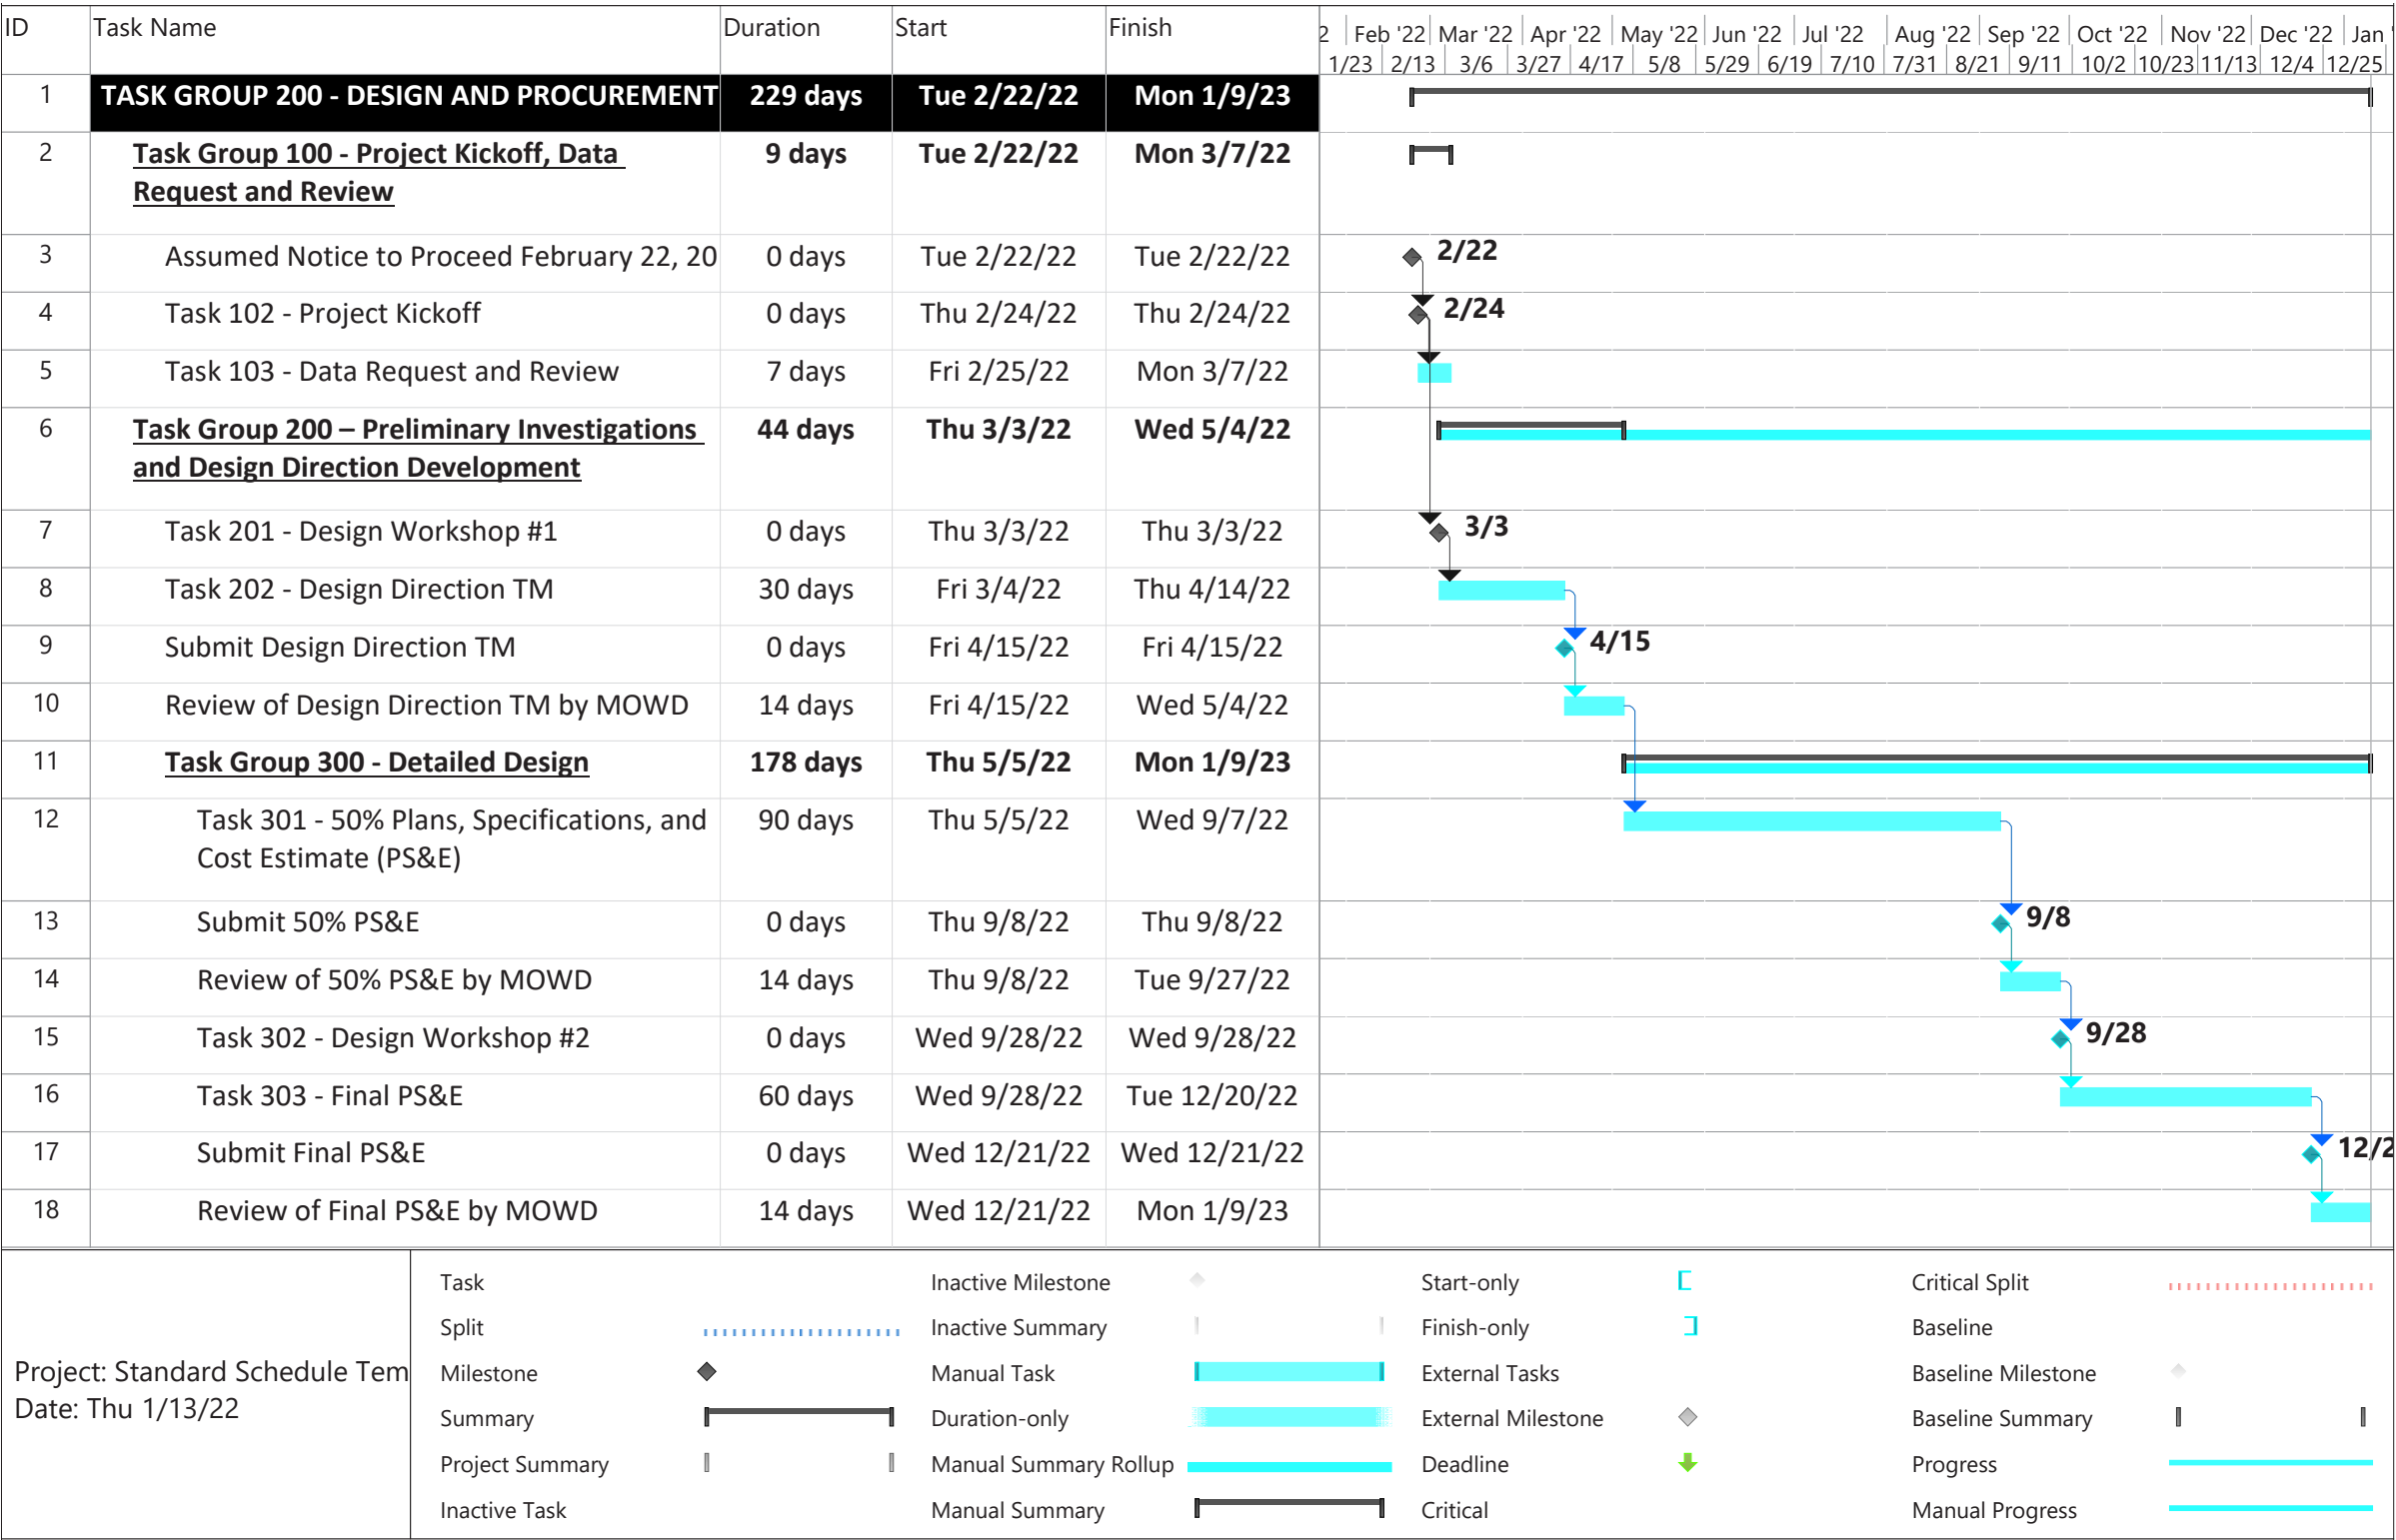 ID Task Name Duration Start Finish
2 Feb '22 Mar '22 Apr '22 May '22 Jun '22 Jul '22 Aug '22 Sep '22 Oct '22 Nov '22 Dec '22 Jan '
1/23 2/13 3/6 3/27 4/17 5/8 5/29 6/19 7/10 7/31 8/21 9/11 10/2 10/23 11/13 12/4 12/25
1 TASK GROUP 200 - DESIGN AND PROCUREMENT 229 days Tue 2/22/22 Mon 1/9/23
2 Task Group 100 - Project Kickoff, Data 9 days Tue 2/22/22 Mon 3/7/22
Request and Review
3 Assumed Notice to Proceed February 22, 20 0 days Tue 2/22/22 Tue 2/22/22 2/22
4 Task 102 - Project Kickoff 0 days Thu 2/24/22 Thu 2/24/22 2/24
5 Task 103 - Data Request and Review 7 days Fri 2/25/22 Mon 3/7/22
6 Task Group 200 – Preliminary Investigations 44 days Thu 3/3/22 Wed 5/4/22
and Design Direction Development
7 Task 201 - Design Workshop #1 0 days Thu 3/3/22 Thu 3/3/22 3/3
8 Task 202 - Design Direction TM 30 days Fri 3/4/22 Thu 4/14/22
9 Submit Design Direction TM 0 days Fri 4/15/22 Fri 4/15/22 4/15
10 Review of Design Direction TM by MOWD 14 days Fri 4/15/22 Wed 5/4/22
11 Task Group 300 - Detailed Design 178 days Thu 5/5/22 Mon 1/9/23
12 Task 301 - 50% Plans, Specifications, and 90 days Thu 5/5/22 Wed 9/7/22
Cost Estimate (PS&E)
13 Submit 50% PS&E 0 days Thu 9/8/22 Thu 9/8/22 9/8
14 Review of 50% PS&E by MOWD 14 days Thu 9/8/22 Tue 9/27/22
15 Task 302 - Design Workshop #2 0 days Wed 9/28/22 Wed 9/28/22 9/28
16 Task 303 - Final PS&E 60 days Wed 9/28/22 Tue 12/20/22
17 Submit Final PS&E 0 days Wed 12/21/22 Wed 12/21/22 12/2
18 Review of Final PS&E by MOWD 14 days Wed 12/21/22 Mon 1/9/23
Project: Standard Schedule Tem
Date: Thu 1/13/22
Task Inactive Milestone Start-only Critical Split
Split Inactive Summary Finish-only Baseline
Milestone Manual Task External Tasks Baseline Milestone
Summary Duration-only External Milestone Baseline Summary
Project Summary Manual Summary Rollup Deadline Progress
Inactive Task Manual Summary Critical Manual Progress